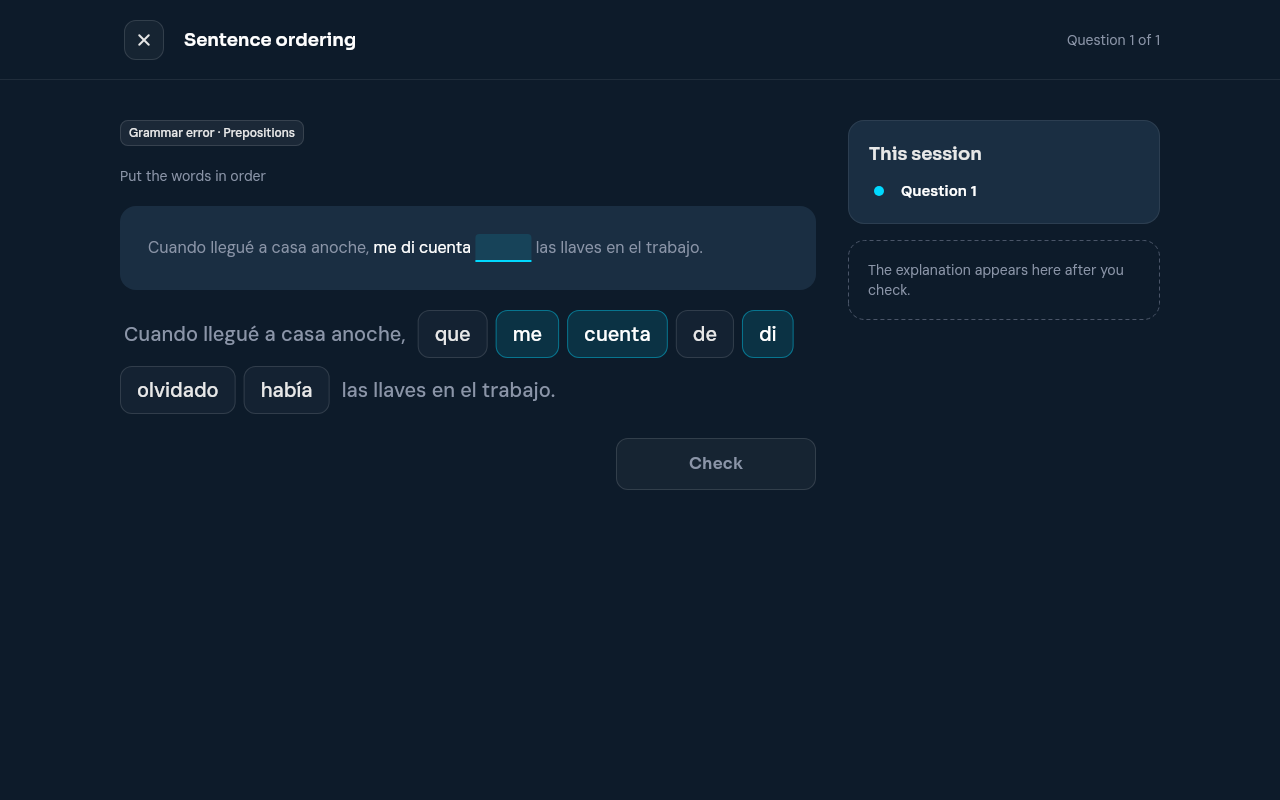 Sentence ordering
Question 1 of 1
Grammar error · Prepositions
Put the words in order
Cuando llegué a casa anoche, me di cuenta las llaves en el trabajo.
Cuando llegué a casa anoche, que me cuenta de di
olvidado había las llaves en el trabajo.
Check
This session
Question 1
The explanation appears here after you
check.